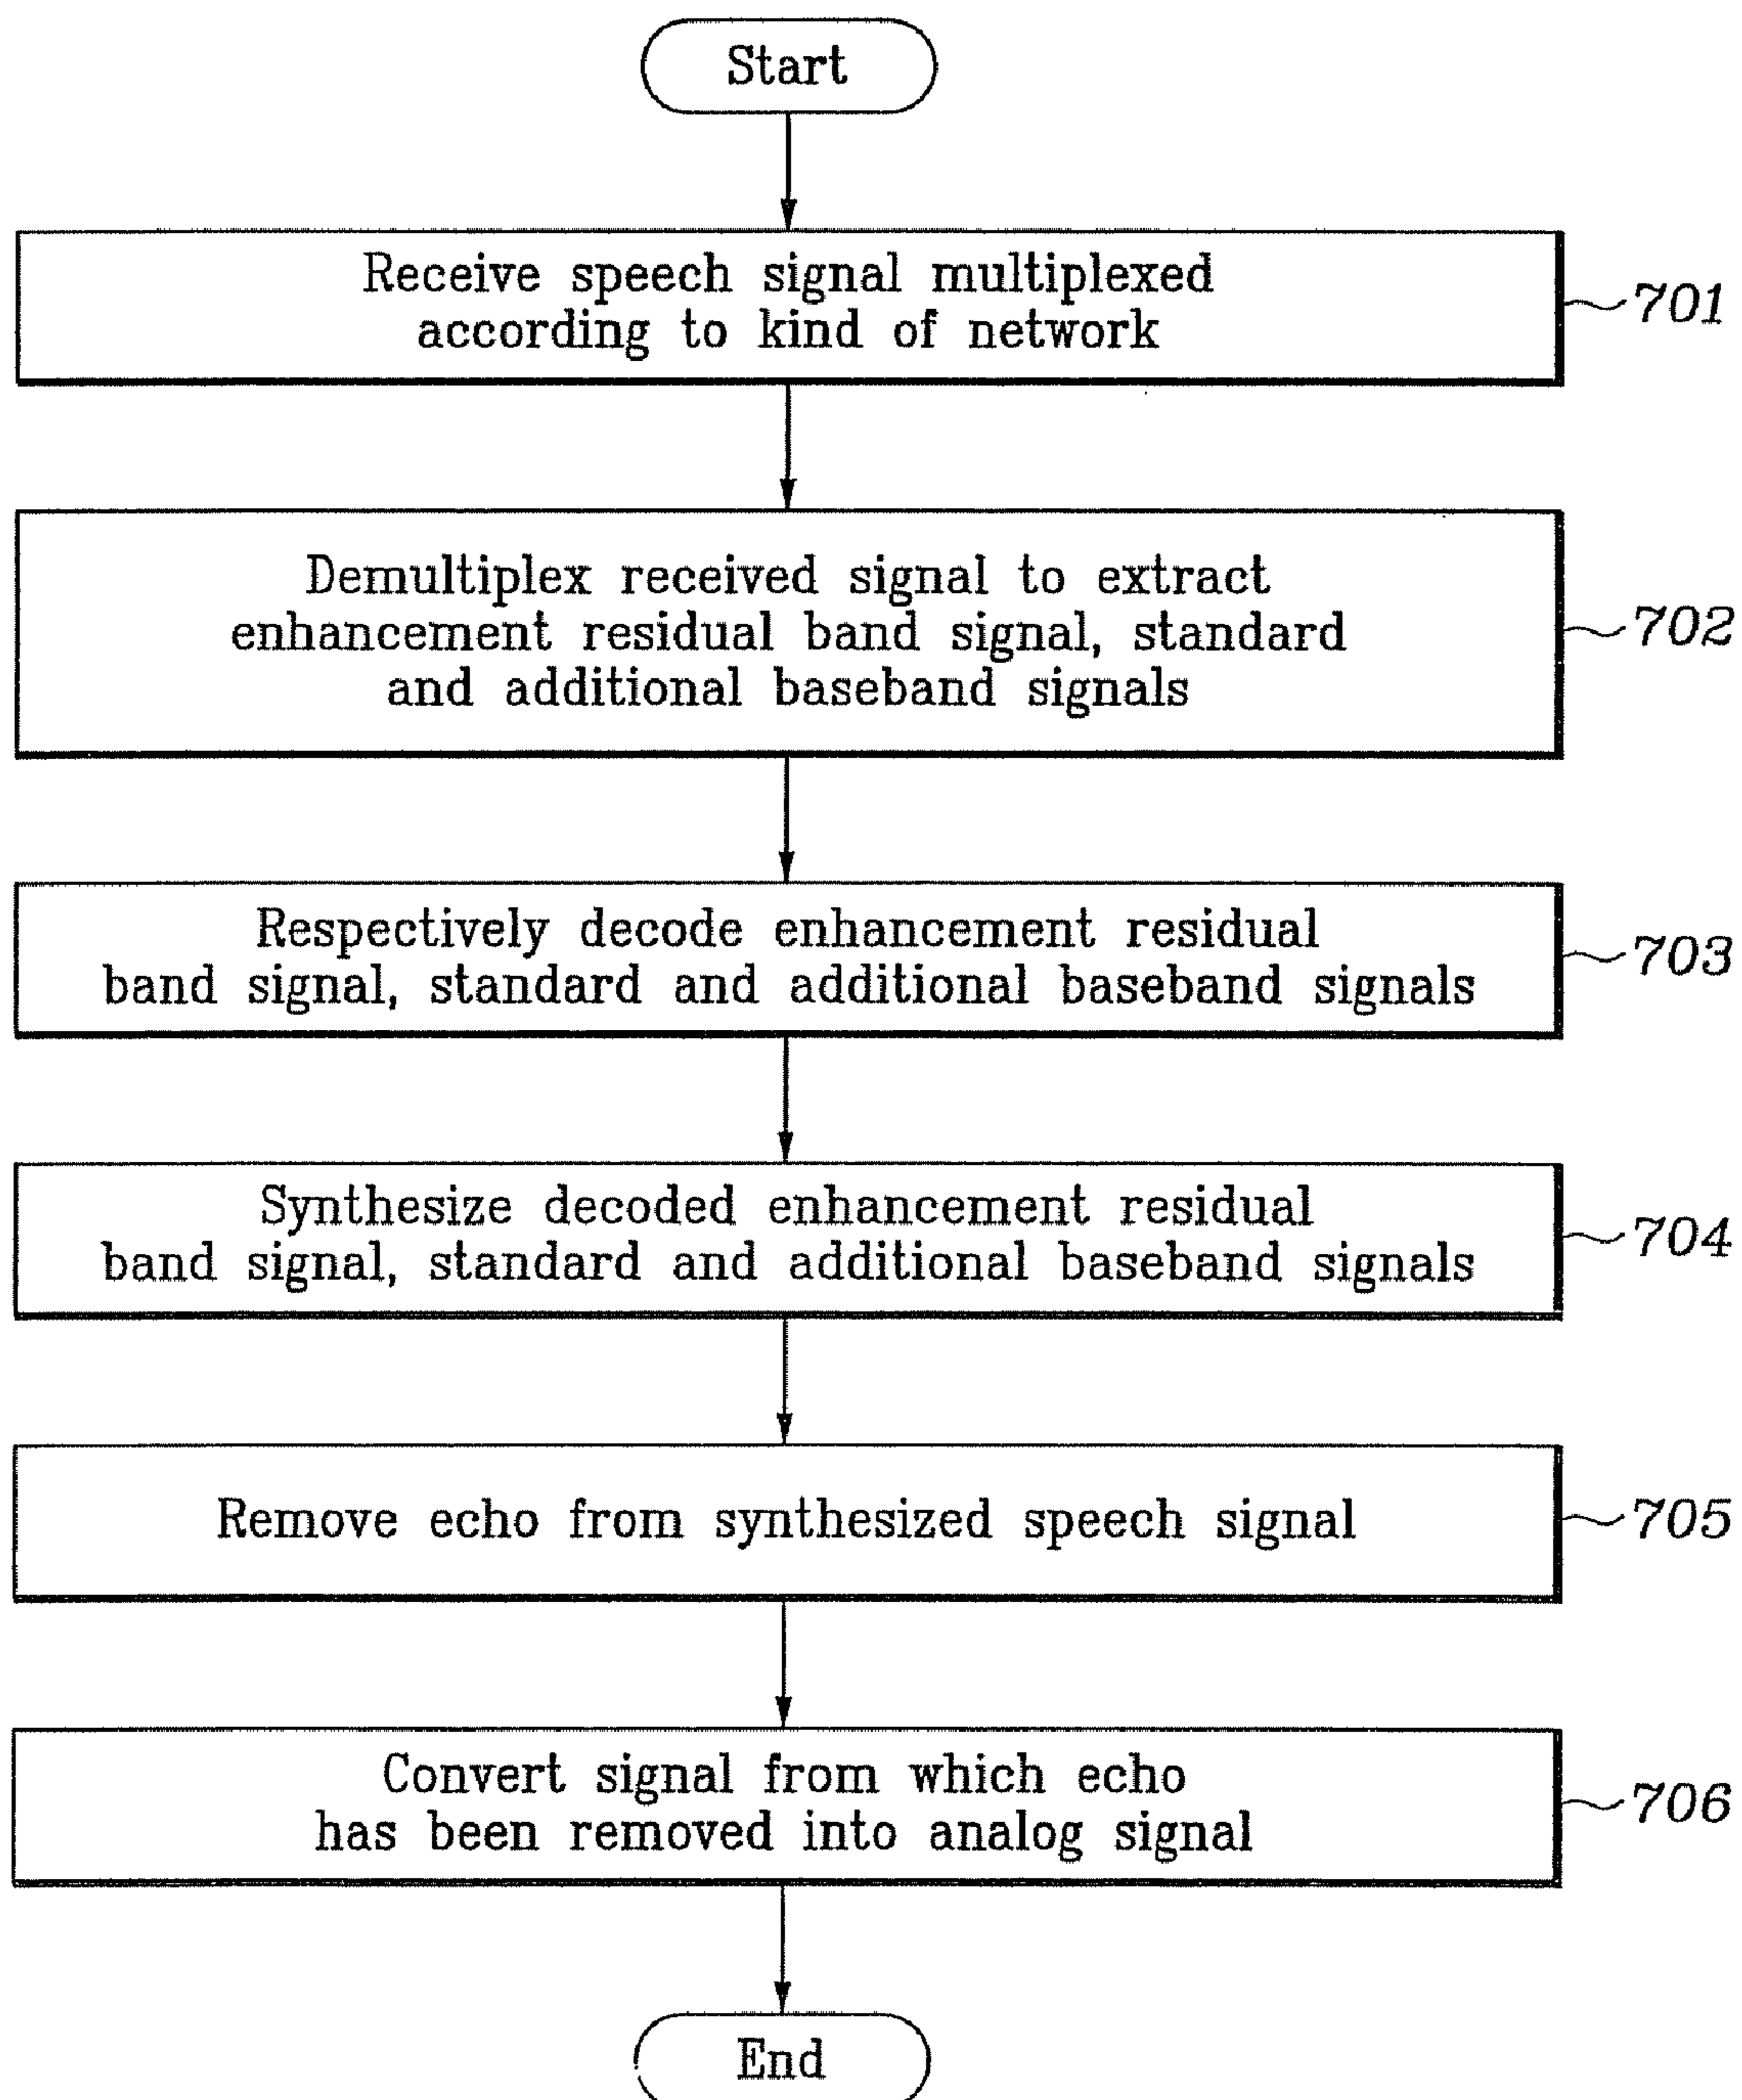 Start
Receive speech signal multiplexed
according to kind of network
701
Demultiplex received signal to extract
enhancement residual band signal, standard
and additional baseband signals
702
Respectively decode enhancement residual
band signal, standard and additional baseband signals
703
Synthesize decoded enhancement residual
band signal, standard and additional baseband signals
704
Remove echo from synthesized speech signal
705
Convert signal from which echo
has been removed into analog signal
706
End